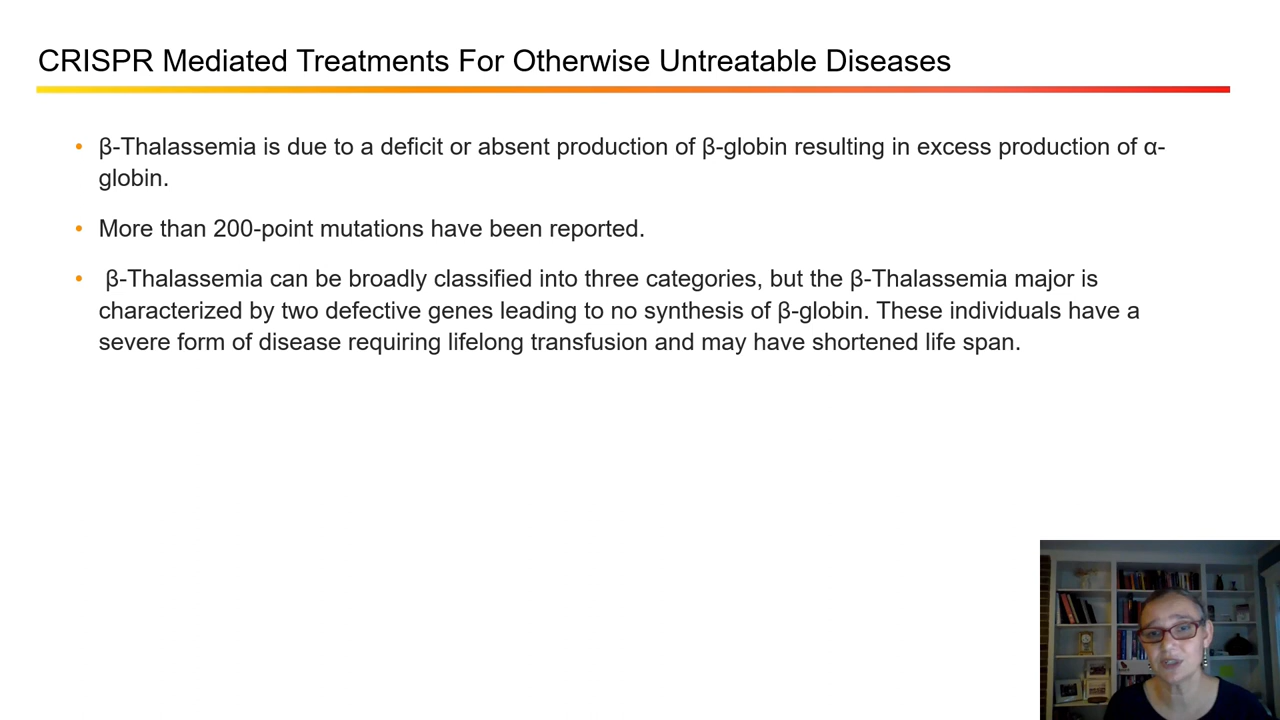 CRISPR Mediated Treatments For Otherwise Untreatable Diseases
• β-Thalassemia is due to a deficit or absent production of β-globin resulting in excess production of α-
globin.
• More than 200-point mutations have been reported.
• β-Thalassemia can be broadly classified into three categories, but the β-Thalassemia major is
characterized by two defective genes leading to no synthesis of β-globin. These individuals have a
severe form of disease requiring lifelong transfusion and may have shortened life span.